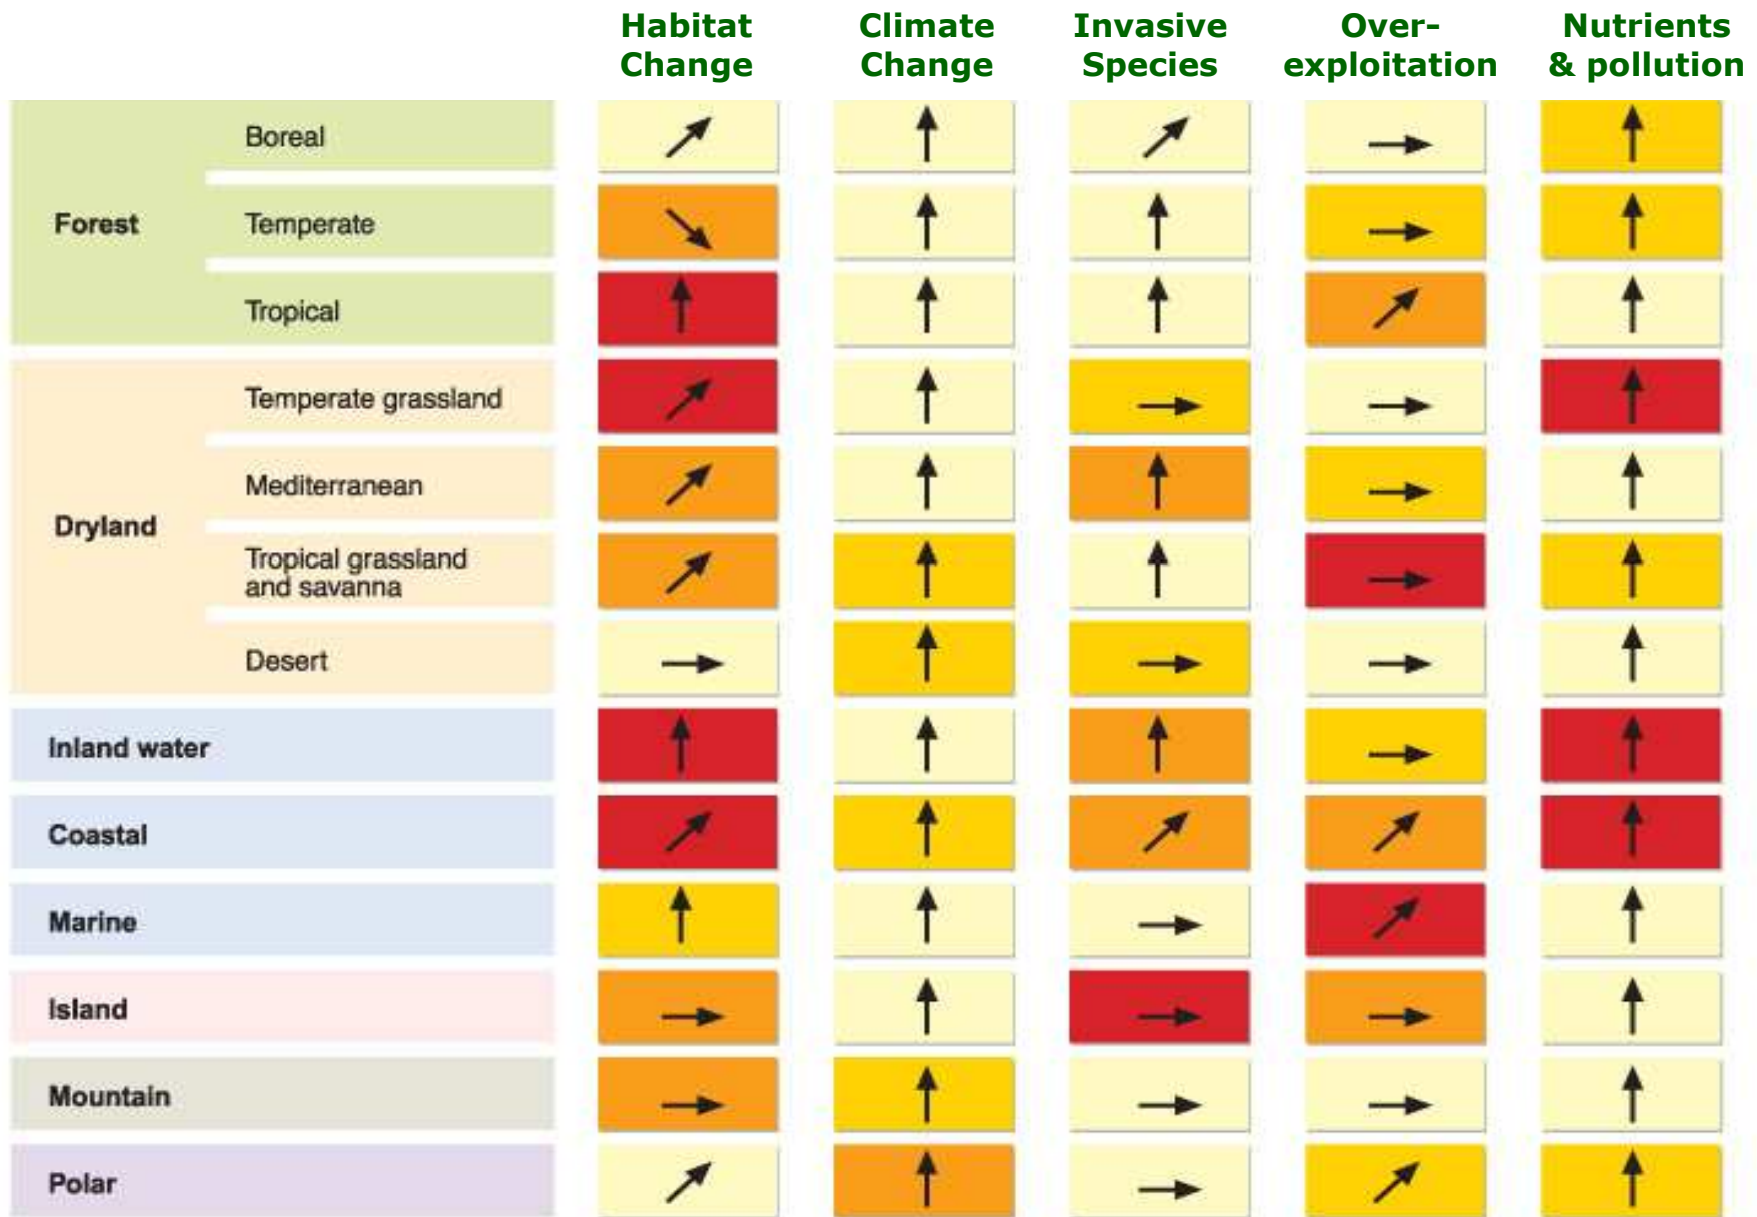 Habitat Change
Climate Change
Invasive Species
Over-exploitation
Nutrients & pollution
Forest
Boreal
Temperate
Tropical
Dryland
Temperate grassland
Mediterranean
Tropical grassland
and savanna
Desert
Inland water
Coastal
Marine
Island
Mountain
Polar